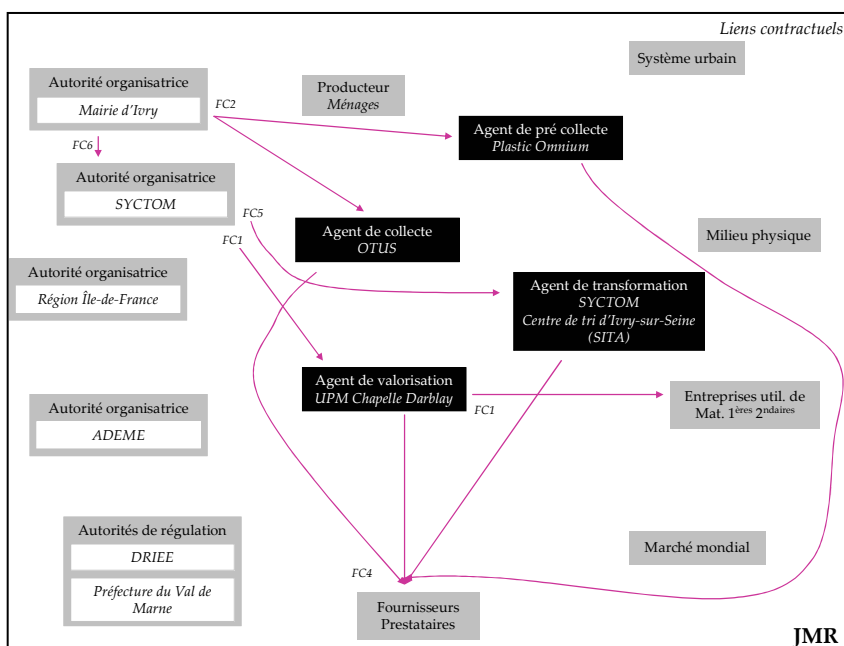 Liens contractuels
Système urbain
Autorité organisatrice
Mairie d'Ivry
FC2
Producteur
Ménages
Agent de pré collecte
Plastic Omnium
FC6
Autorité organisatrice
SYCTOM
FC5
FC1
Agent de collecte
OTUS
Milieu physique
Autorité organisatrice
Région Île-de-France
Agent de transformation
SYCTOM
Centre de tri d'Ivry-sur-Seine
(SITA)
Agent de valorisation
UPM Chapelle Darblay
FC1
Entreprises util. de
Mat. 1ères 2ndaires
Autorité organisatrice
ADEME
Autorités de régulation
DRIEE
Préfecture du Val de
Marne
Marché mondial
FC4
Fournisseurs
Prestataires
JMR